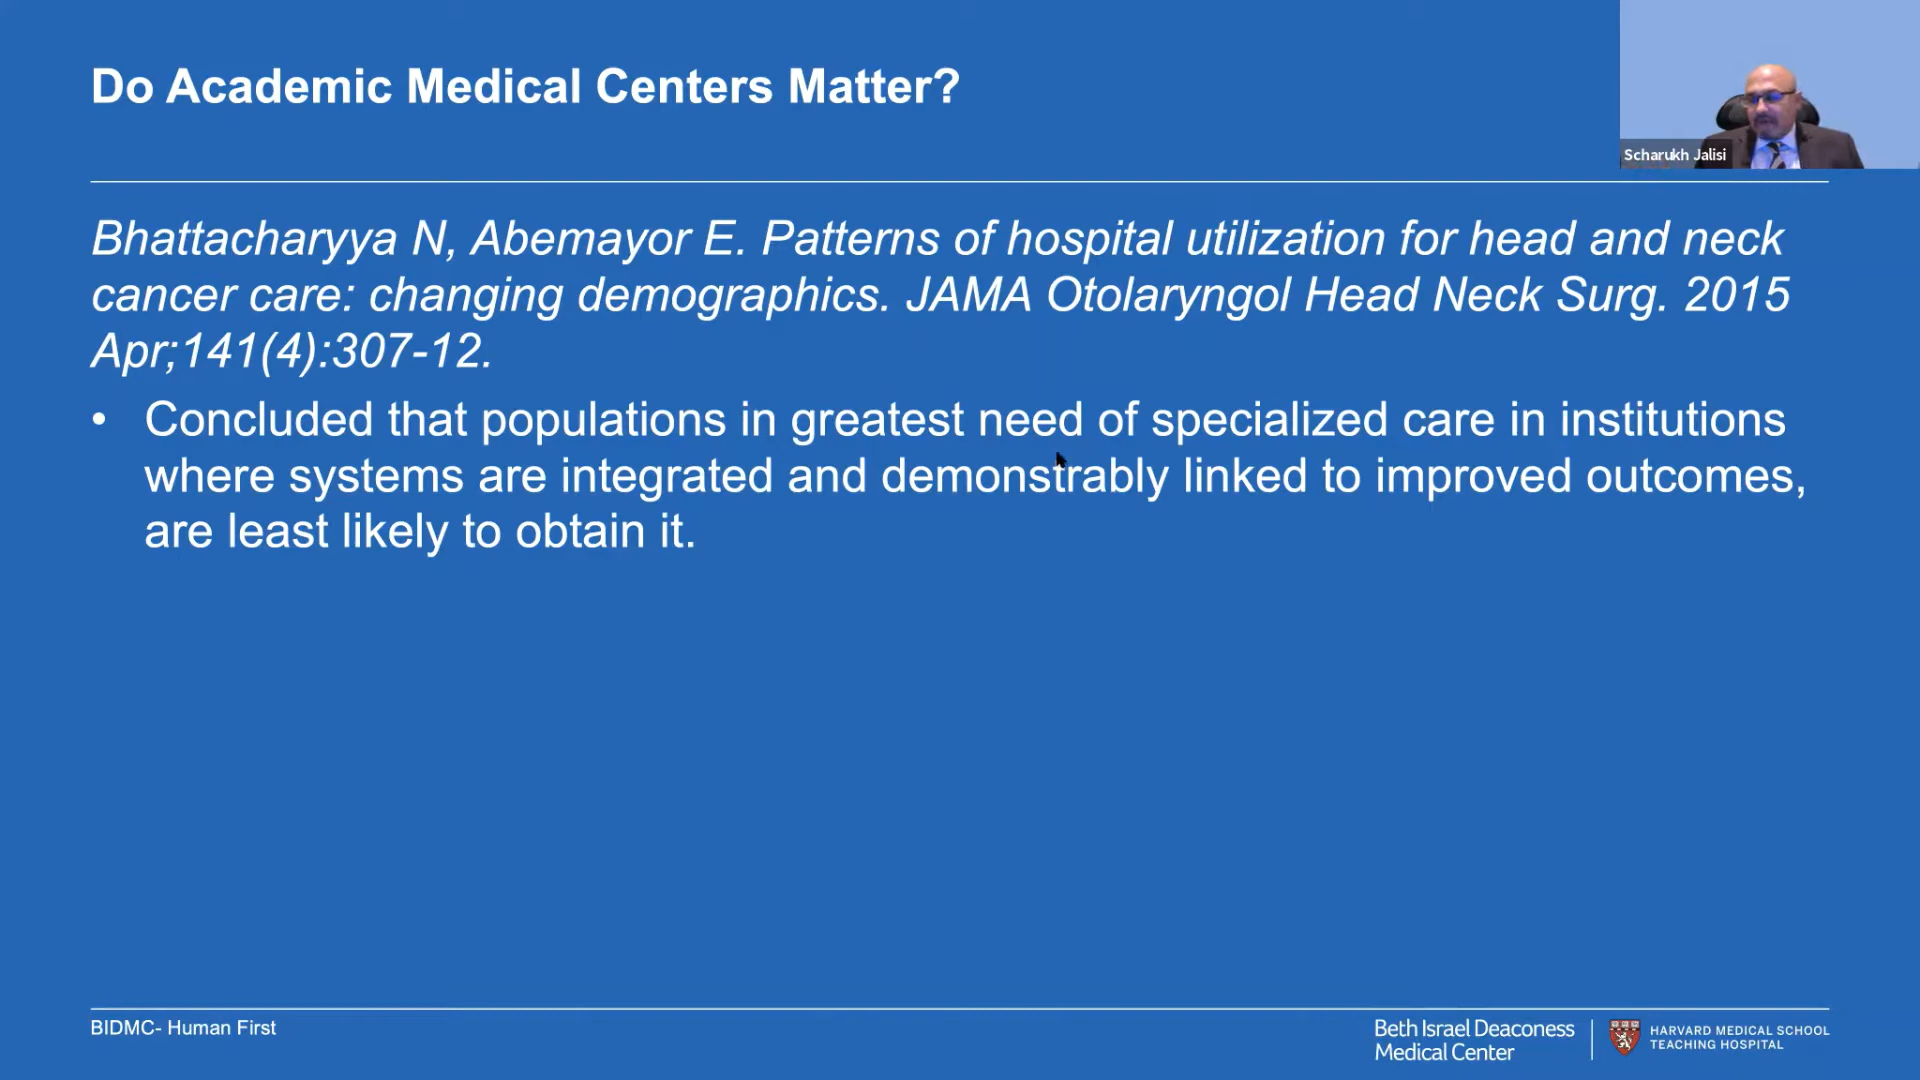 Do Academic Medical Centers Matter?
Scharukh Jalisi
Bhattacharyya N, Abemayor E. Patterns of hospital utilization for head and neck
cancer care: changing demographics. JAMA Otolaryngol Head Neck Surg. 2015
Apr;141(4):307-12.
• Concluded that populations in greatest need of specialized care in institutions
where systems are integrated and demonstrably linked to improved outcomes,
are least likely to obtain it.
BIDMC- Human First
Beth Israel Deaconess
Medical Center
HARVARD MEDICAL SCHOOL
TEACHING HOSPITAL